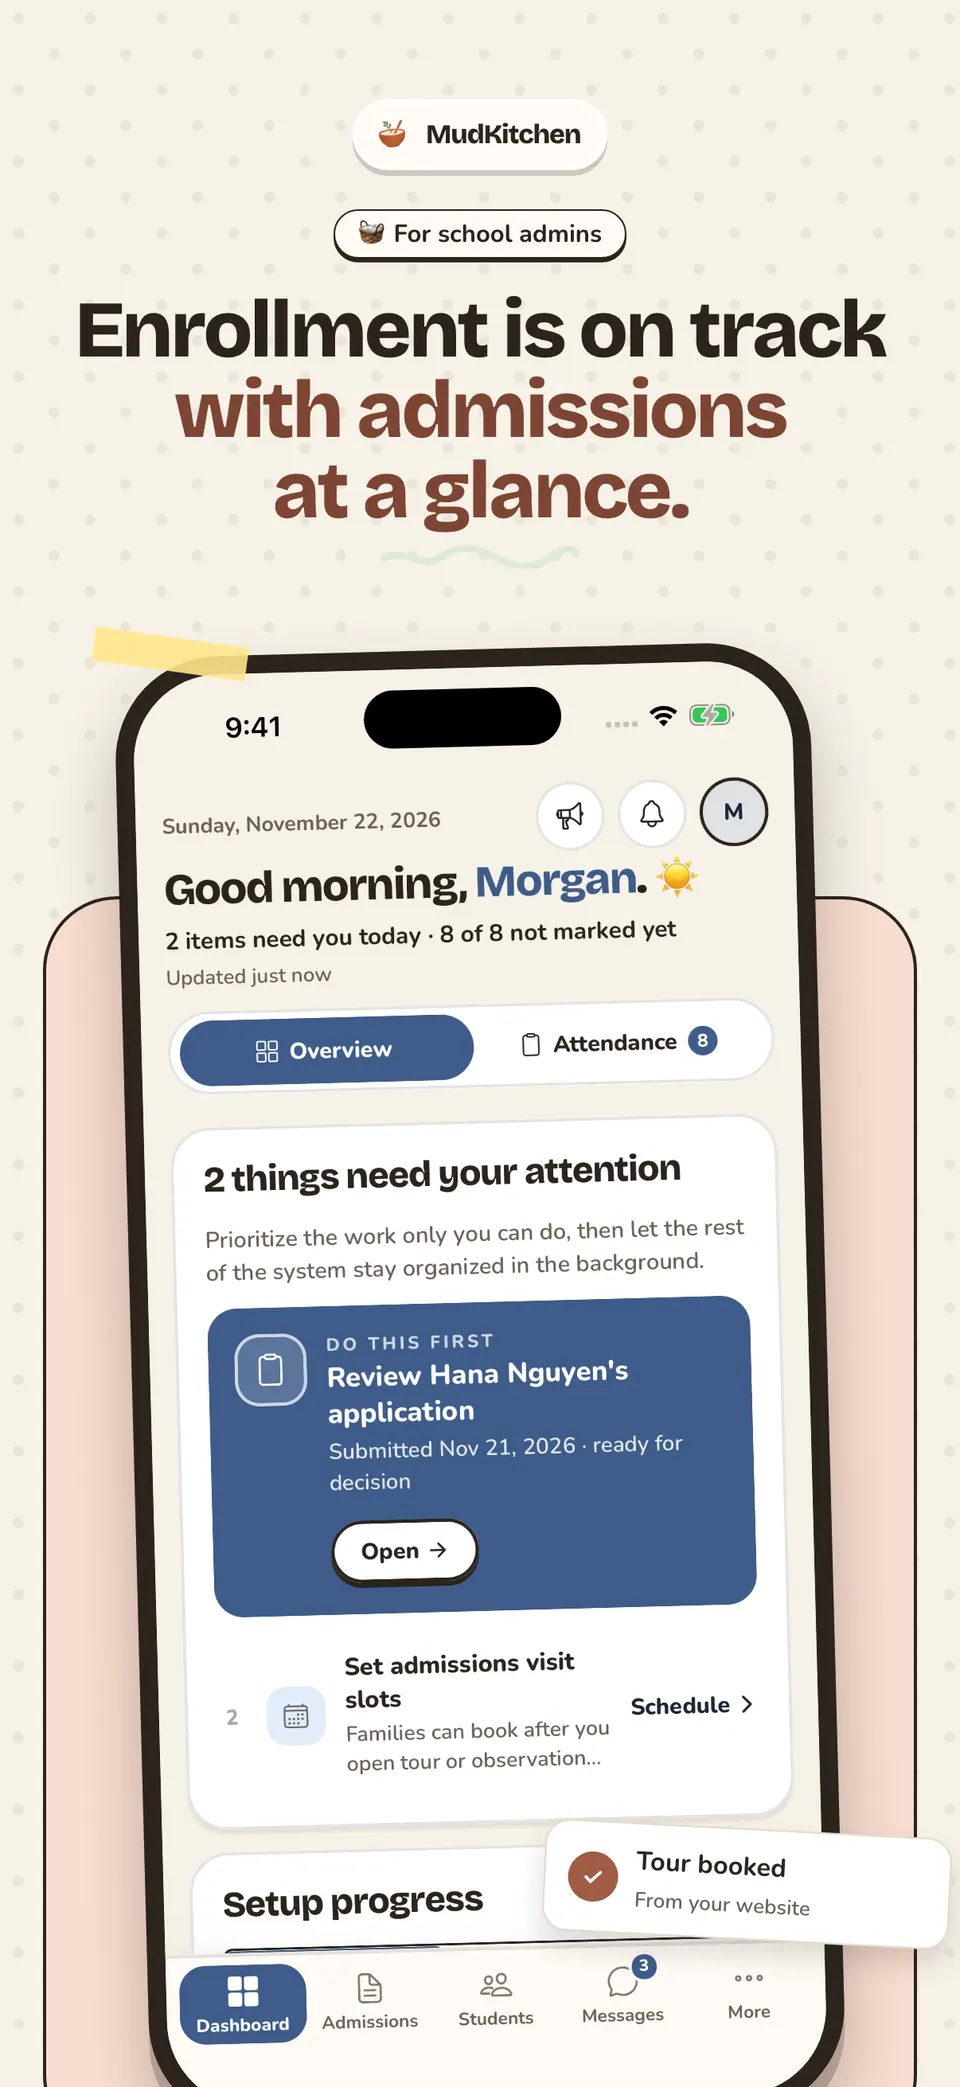 MudKitchen
For school admins
Enrollment is on track
with admissions
at a glance.
9:41
Sunday, November 22, 2026
M
Good morning, Morgan.
2 items need you today · 8 of 8 not marked yet
Updated just now
Overview
Attendance 8
2 things need your attention
Prioritize the work only you can do, then let the rest
of the system stay organized in the background.
DO THIS FIRST
Review Hana Nguyen's
application
Submitted Nov 21, 2026 · ready for
decision
Open →
2
Set admissions visit
slots
Families can book after you
open tour or observation...
Schedule
Tour booked
From your website
Setup progress
Dashboard
Admissions
Students
3
Messages
More